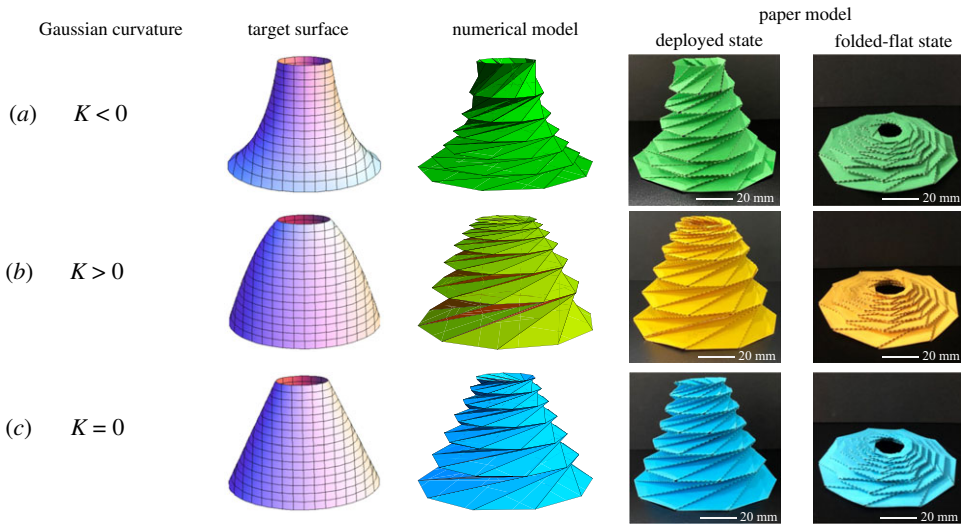 paper model
Gaussian curvature target surface numerical model deployed state folded-flat state
(a) K < 0
20 mm 20 mm
(b) K > 0
20 mm 20 mm
(c) K = 0
20 mm 20 mm